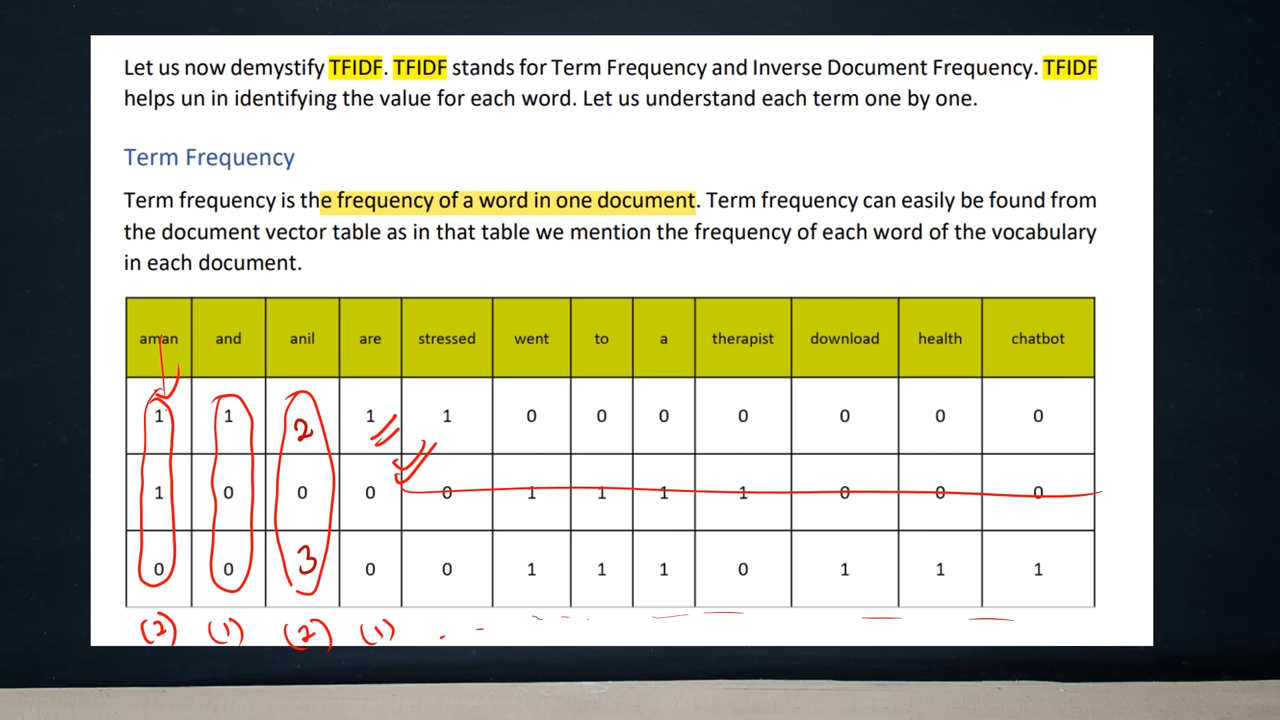 Let us now demystify TFIDF. TFIDF stands for Term Frequency and Inverse Document Frequency. TFIDF
helps un in identifying the value for each word. Let us understand each term one by one.
Term Frequency
Term frequency is the frequency of a word in one document. Term frequency can easily be found from
the document vector table as in that table we mention the frequency of each word of the vocabulary
in each document.
aman and anil are stressed went to a therapist download health chatbot
1 1 2 1 1 0 0 0 0 0 0 0
1 0 0 0 0 1 1 1 1 0 0 0
0 0 3 0 0 1 1 1 0 1 1 1
(2) (1) (2) (1)